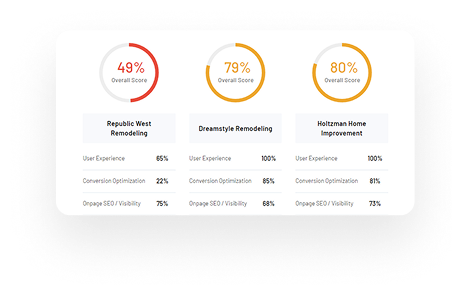 49%
Overall Score
79%
Overall Score
80%
Overall Score
Republic West
Remodeling
Dreamstyle Remodeling
Holtzman Home
Improvement
User Experience 65%
User Experience 100%
User Experience 100%
Conversion Optimization 22%
Conversion Optimization 85%
Conversion Optimization 81%
Onpage SEO / Visibility 75%
Onpage SEO / Visibility 68%
Onpage SEO / Visibility 73%